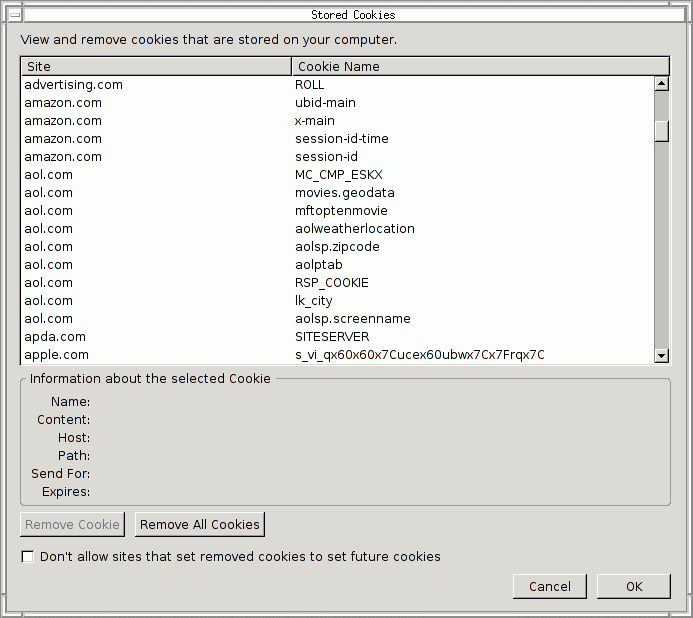 Stored Cookies
View and remove cookies that are stored on your computer.
Site Cookie Name
advertising.com ROLL
amazon.com ubid-main
amazon.com x-main
amazon.com session-id-time
amazon.com session-id
aol.com MC_CMP_ESKX
aol.com movies.geodata
aol.com mftoptenmovie
aol.com aolweatherlocation
aol.com aolsp.zipcode
aol.com aolptab
aol.com RSP_COOKIE
aol.com lk_city
aol.com aolsp.screenname
apda.com SITESERVER
apple.com s_vi_qx60x60x7Cucex60ubwx7Cx7Frqx7C
Information about the selected Cookie
Name:
Content:
Host:
Path:
Send For:
Expires:
Remove Cookie Remove All Cookies
Don't allow sites that set removed cookies to set future cookies
Cancel OK